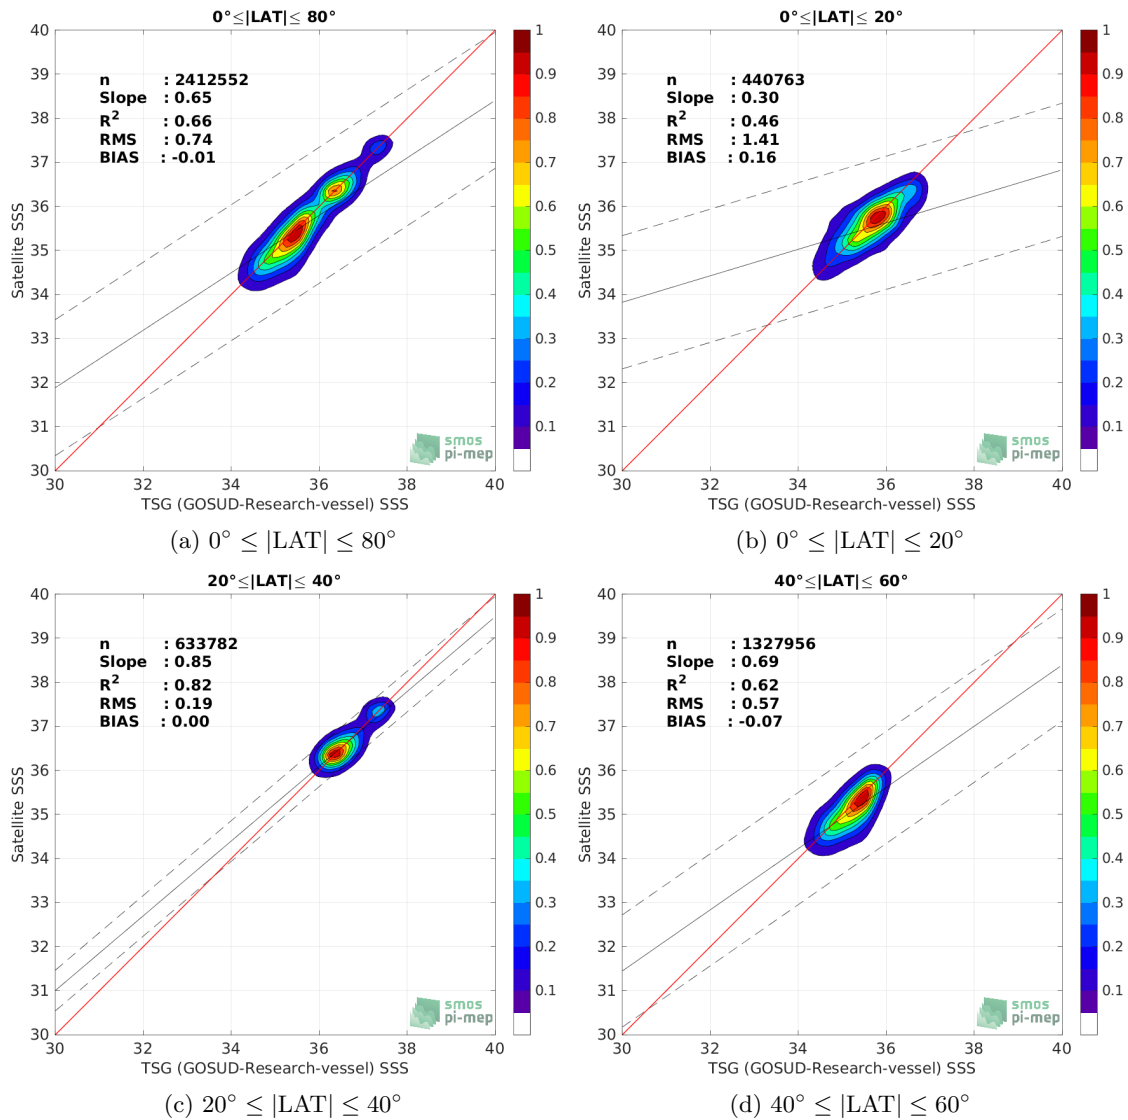 0°≤|LAT|≤ 80°
40
39
38
37
36
35
34
33
32
31
30
Satellite SSS
n : 2412552
Slope : 0.65
R² : 0.66
RMS : 0.74
BIAS : -0.01
smos
pi-mep
30 32 34 36 38 40
TSG (GOSUD-Research-vessel) SSS
1
0.9
0.8
0.7
0.6
0.5
0.4
0.3
0.2
0.1
(a) 0° ≤ |LAT| ≤ 80°
0°≤|LAT|≤ 20°
40
39
38
37
36
35
34
33
32
31
30
Satellite SSS
n : 440763
Slope : 0.30
R² : 0.46
RMS : 1.41
BIAS : 0.16
smos
pi-mep
30 32 34 36 38 40
TSG (GOSUD-Research-vessel) SSS
1
0.9
0.8
0.7
0.6
0.5
0.4
0.3
0.2
0.1
(b) 0° ≤ |LAT| ≤ 20°
20°≤|LAT|≤ 40°
40
39
38
37
36
35
34
33
32
31
30
Satellite SSS
n : 633782
Slope : 0.85
R² : 0.82
RMS : 0.19
BIAS : 0.00
smos
pi-mep
30 32 34 36 38 40
TSG (GOSUD-Research-vessel) SSS
1
0.9
0.8
0.7
0.6
0.5
0.4
0.3
0.2
0.1
(c) 20° ≤ |LAT| ≤ 40°
40°≤|LAT|≤ 60°
40
39
38
37
36
35
34
33
32
31
30
Satellite SSS
n : 1327956
Slope : 0.69
R² : 0.62
RMS : 0.57
BIAS : -0.07
smos
pi-mep
30 32 34 36 38 40
TSG (GOSUD-Research-vessel) SSS
1
0.9
0.8
0.7
0.6
0.5
0.4
0.3
0.2
0.1
(d) 40° ≤ |LAT| ≤ 60°